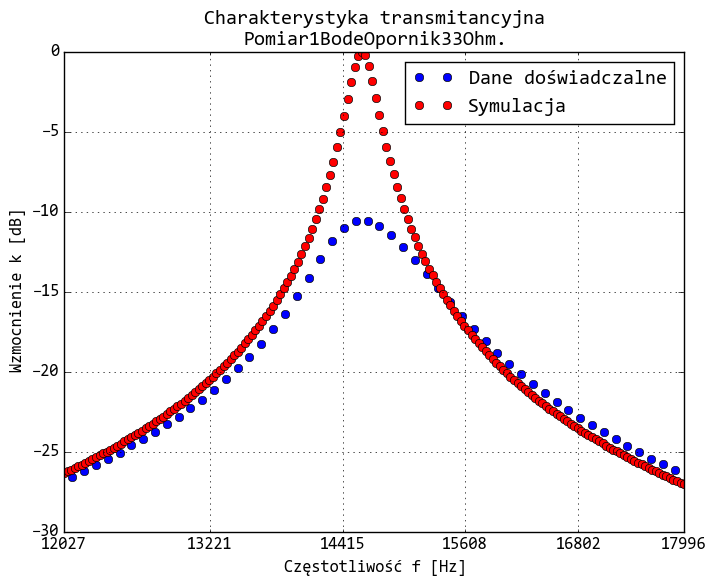 Charakterystyka transmitancyjna
Pomiar1BodeOpornik33Ohm.
Dane doświadczalne
Symulacja
Wzmocnienie k [dB]
0
−5
−10
−15
−20
−25
−30
12027 13221 14415 15608 16802 17996
Częstotliwość f [Hz]